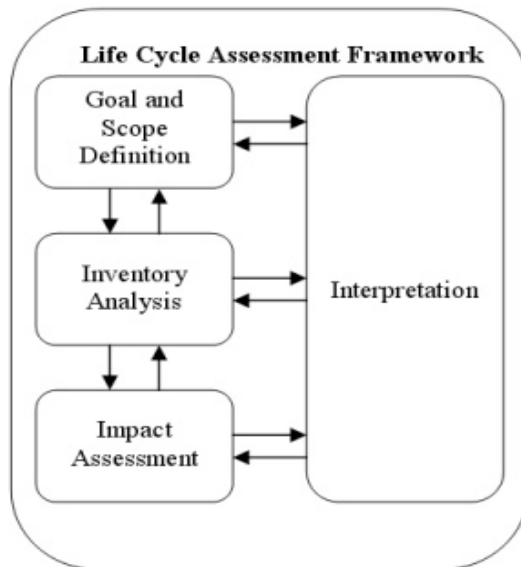 Life Cycle Assessment Framework
Goal and
Scope
Definition
Inventory
Analysis
Interpretation
Impact
Assessment